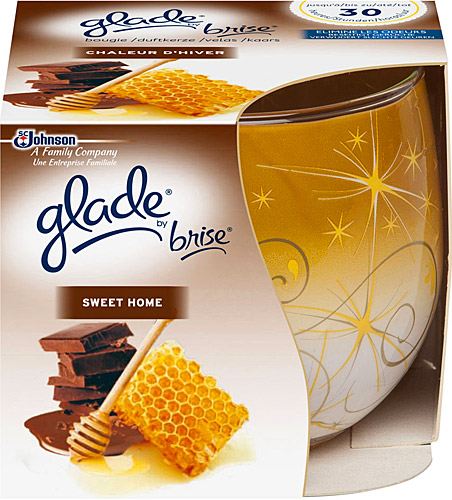 glade®
by brise®
bougie / duftkerze / velas / kaars
CHALEUR D'HIVER
jusqu'à/bis zu/até/tot
30
ÉLIMINE LES ODEURS
SC Johnson
A Family Company
Une Entreprise Familiale
glade®
by brise®
SWEET HOME